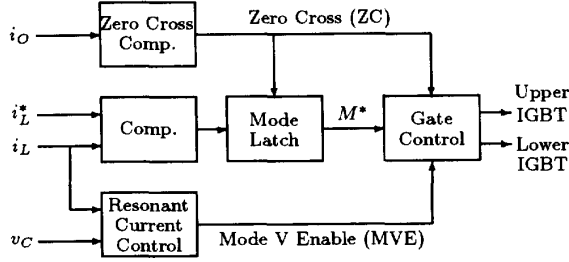 Zero Cross (ZC)
i_O
Zero Cross
Comp.
i_L^*
i_L
Comp.
Mode
Latch
M*
Gate
Control
Upper
IGBT
Lower
IGBT
Resonant
Current
Control
v_C
Mode V Enable (MVE)